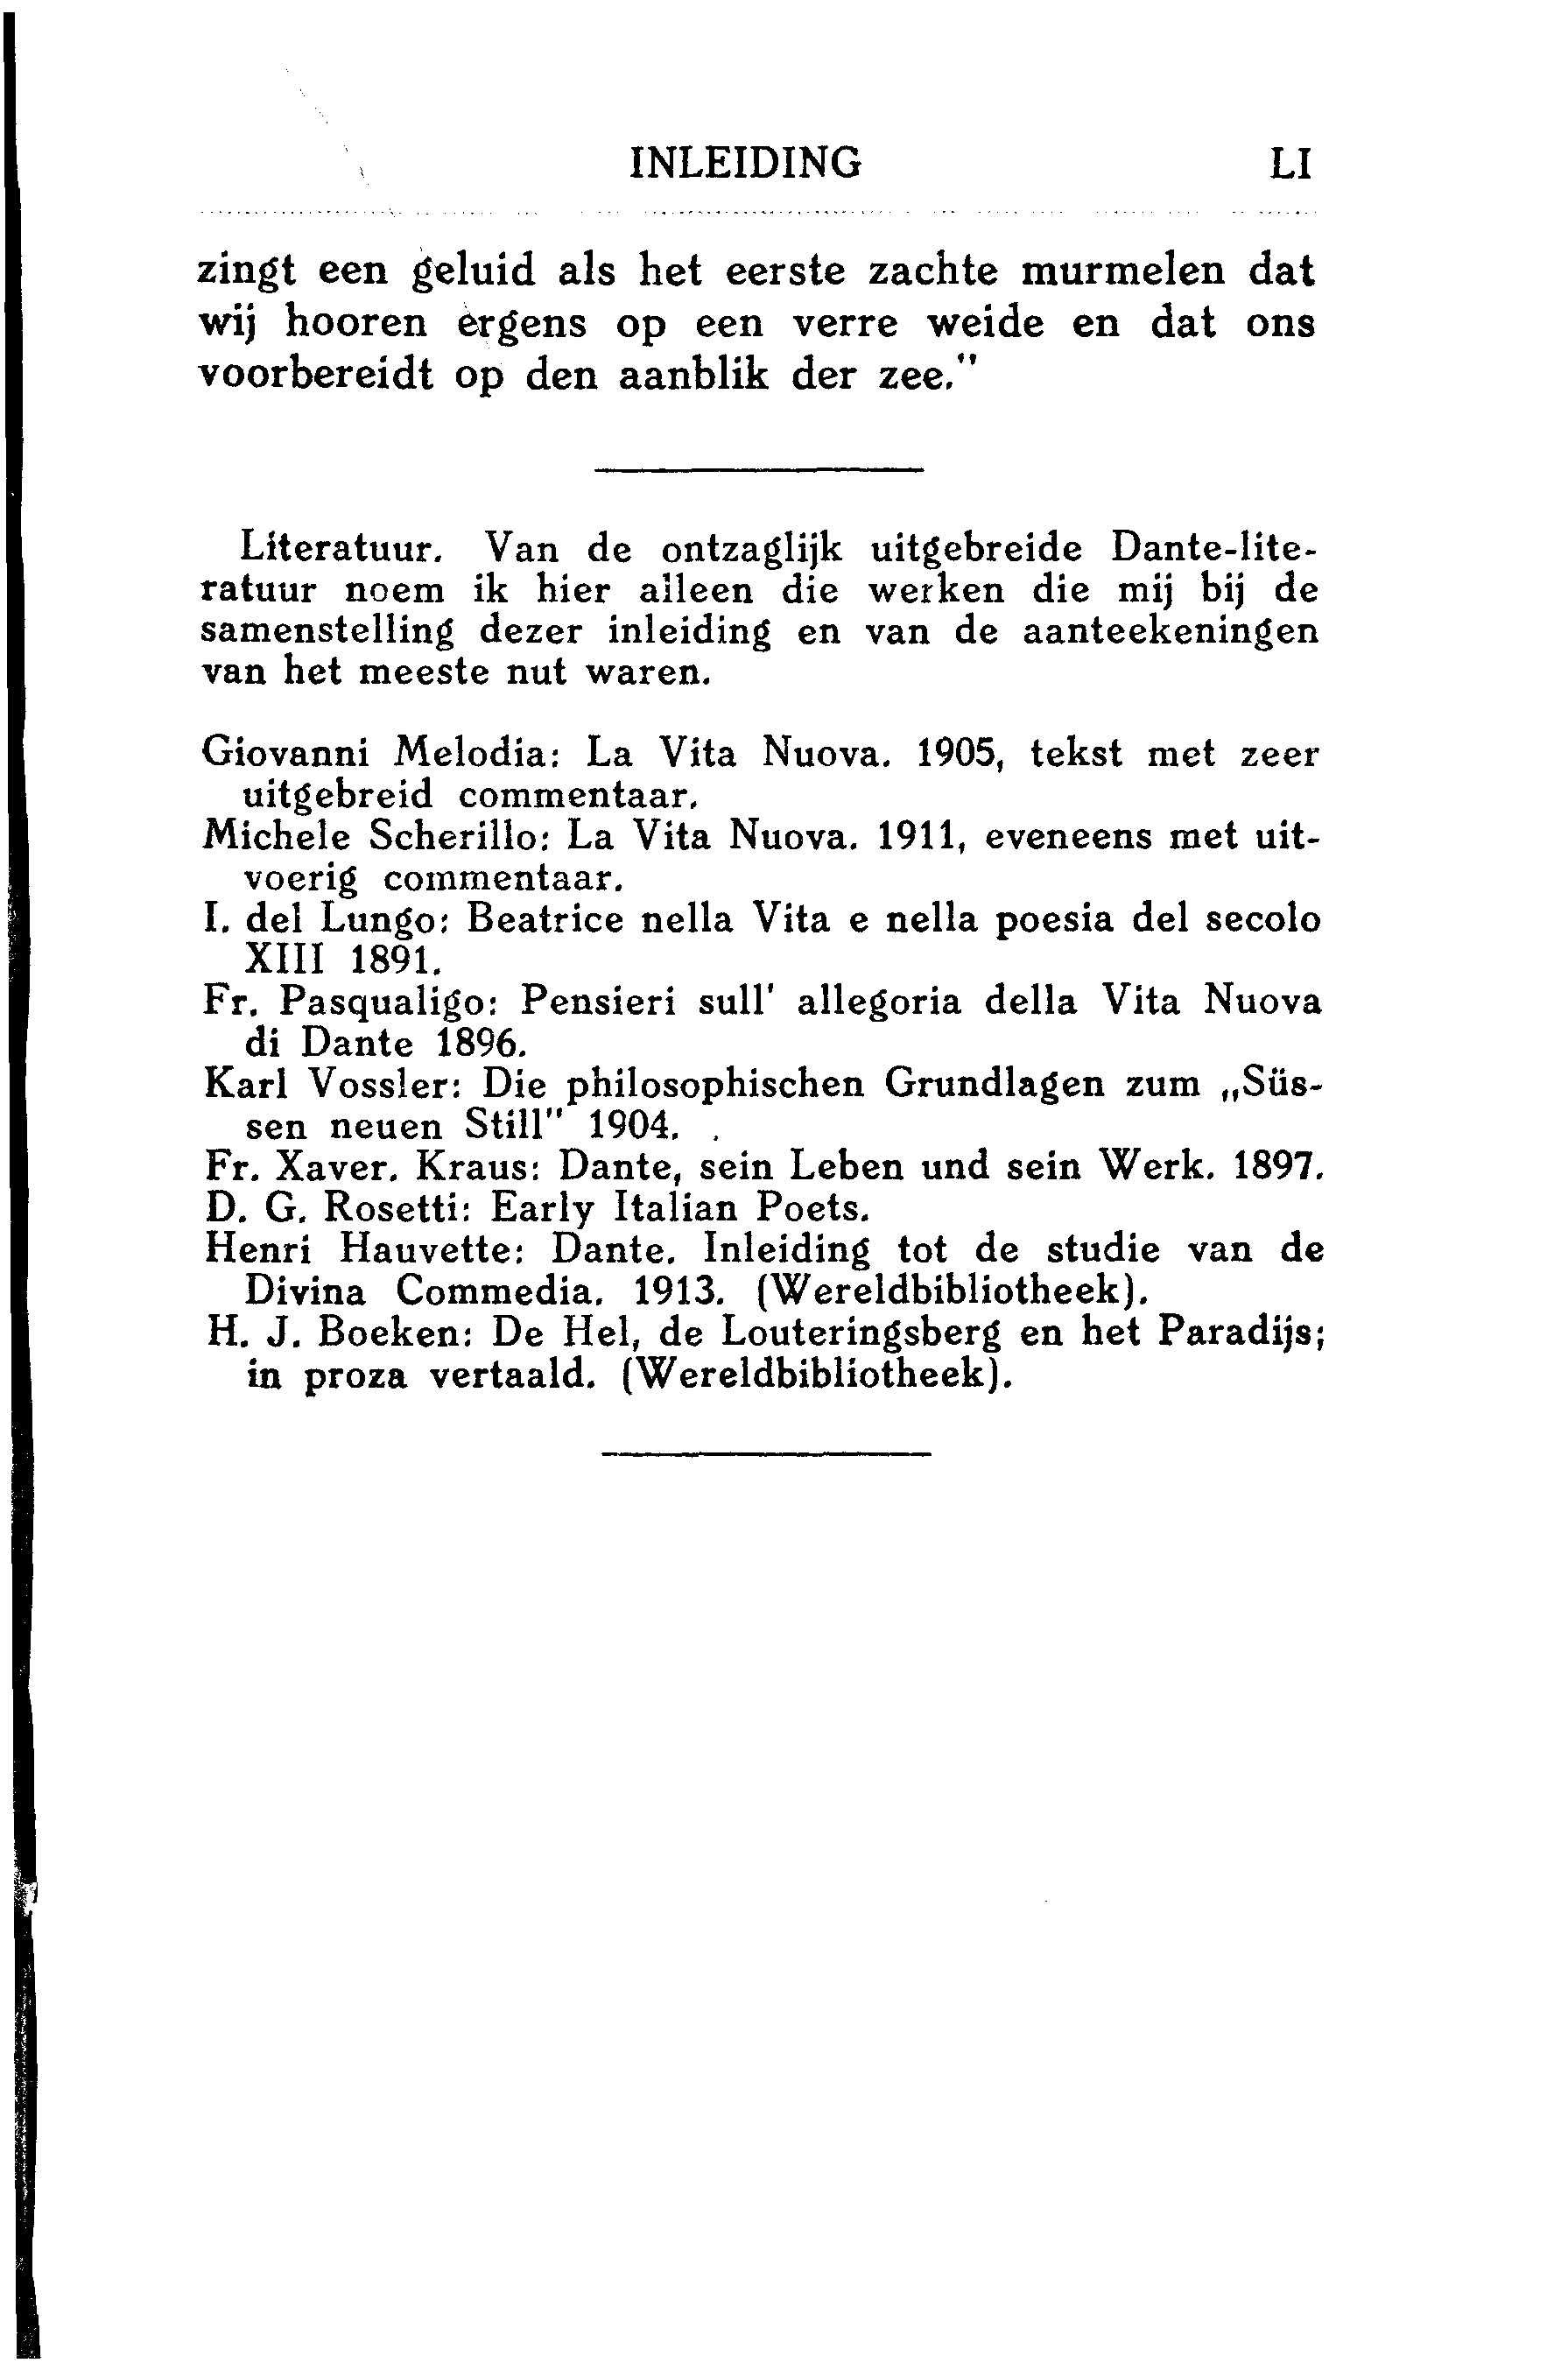 INLEIDING LI
zingt een geluid als het eerste zachte murmelen dat
wij hooren ergens op een verre weide en dat ons
voorbereidt op den aanblik der zee."
Literatuur. Van de ontzaglijk uitgebreide Dante-lite-
ratuur noem ik hier alleen die werken die mij bij de
samenstelling dezer inleiding en van de aanteekeningen
van het meeste nut waren.
Giovanni Melodia: La Vita Nuova. 1905, tekst met zeer
uitgebreid commentaar.
Michele Scherillo: La Vita Nuova. 1911, eveneens met uit-
voerig commentaar.
I. del Lungo: Beatrice nella Vita e nella poesia del secolo
XIII 1891.
Fr. Pasqualigo: Pensieri sull' allegoria della Vita Nuova
di Dante 1896.
Karl Vossler: Die philosophischen Grundlagen zum „Süs-
sen neuen Still" 1904.
Fr. Xaver. Kraus: Dante, sein Leben und sein Werk. 1897.
D. G. Rosetti: Early Italian Poets.
Henri Hauvette: Dante. Inleiding tot de studie van de
Divina Commedia. 1913. (Wereldbibliotheek).
H. J. Boeken: De Hel, de Louteringsberg en het Paradijs;
in proza vertaald. (Wereldbibliotheek).